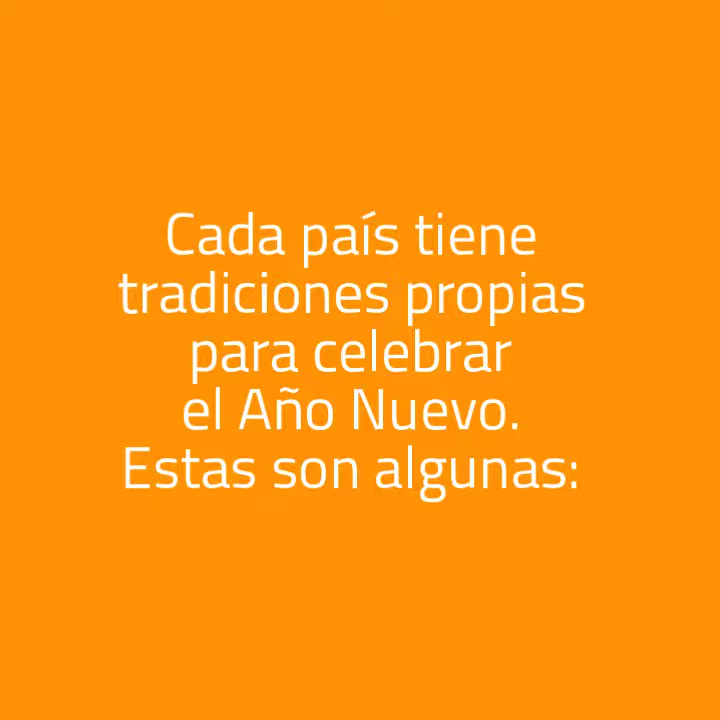 Cada país tiene
tradiciones propias
para celebrar
el Año Nuevo.
Estas son algunas: